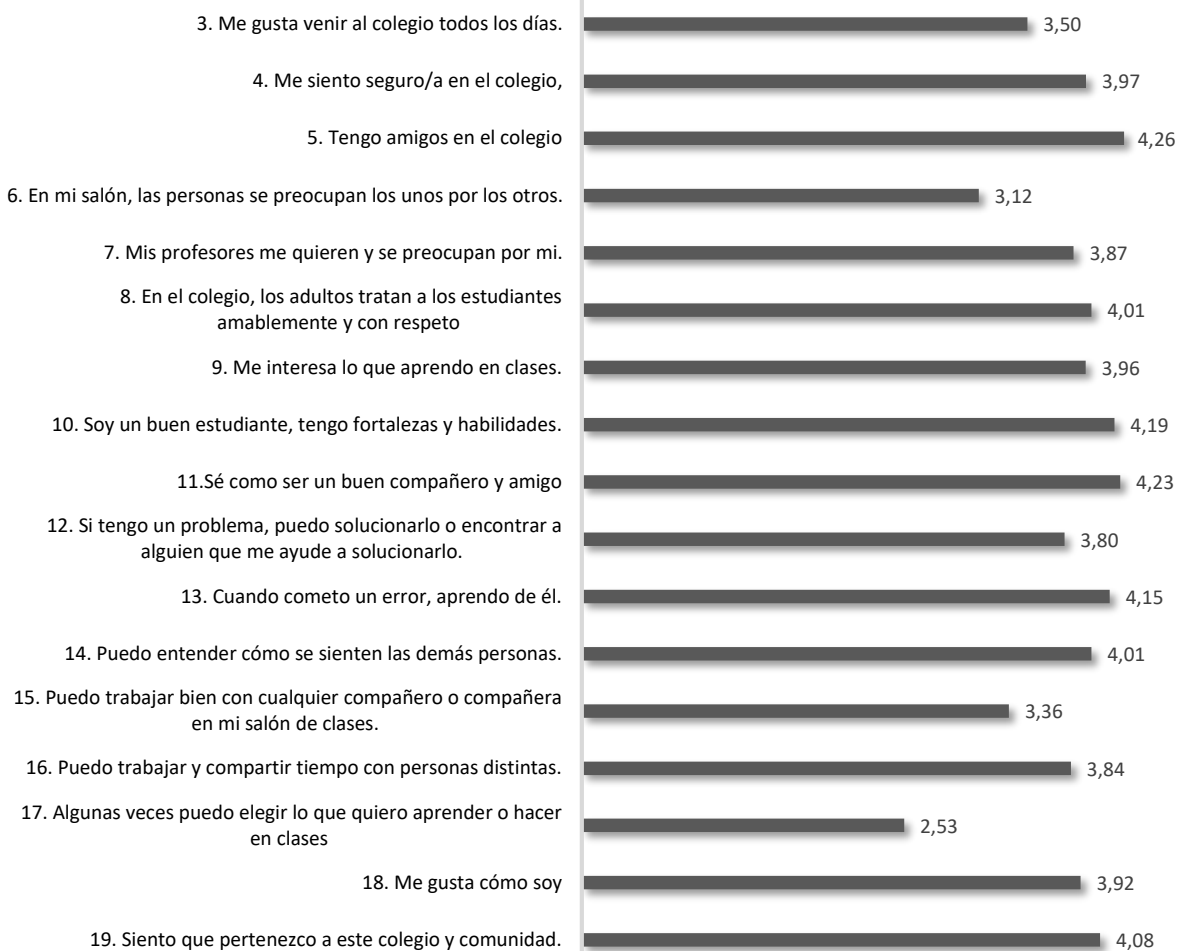 3. Me gusta venir al colegio todos los días.
3,50
4. Me siento seguro/a en el colegio,
3,97
5. Tengo amigos en el colegio
4,26
6. En mi salón, las personas se preocupan los unos por los otros.
3,12
7. Mis profesores me quieren y se preocupan por mi.
3,87
8. En el colegio, los adultos tratan a los estudiantes
amablemente y con respeto
4,01
9. Me interesa lo que aprendo en clases.
3,96
10. Soy un buen estudiante, tengo fortalezas y habilidades.
4,19
11.Sé como ser un buen compañero y amigo
4,23
12. Si tengo un problema, puedo solucionarlo o encontrar a
alguien que me ayude a solucionarlo.
3,80
13. Cuando cometo un error, aprendo de él.
4,15
14. Puedo entender cómo se sienten las demás personas.
4,01
15. Puedo trabajar bien con cualquier compañero o compañera
en mi salón de clases.
3,36
16. Puedo trabajar y compartir tiempo con personas distintas.
3,84
17. Algunas veces puedo elegir lo que quiero aprender o hacer
en clases
2,53
18. Me gusta cómo soy
3,92
19. Siento que pertenezco a este colegio y comunidad.
4,08